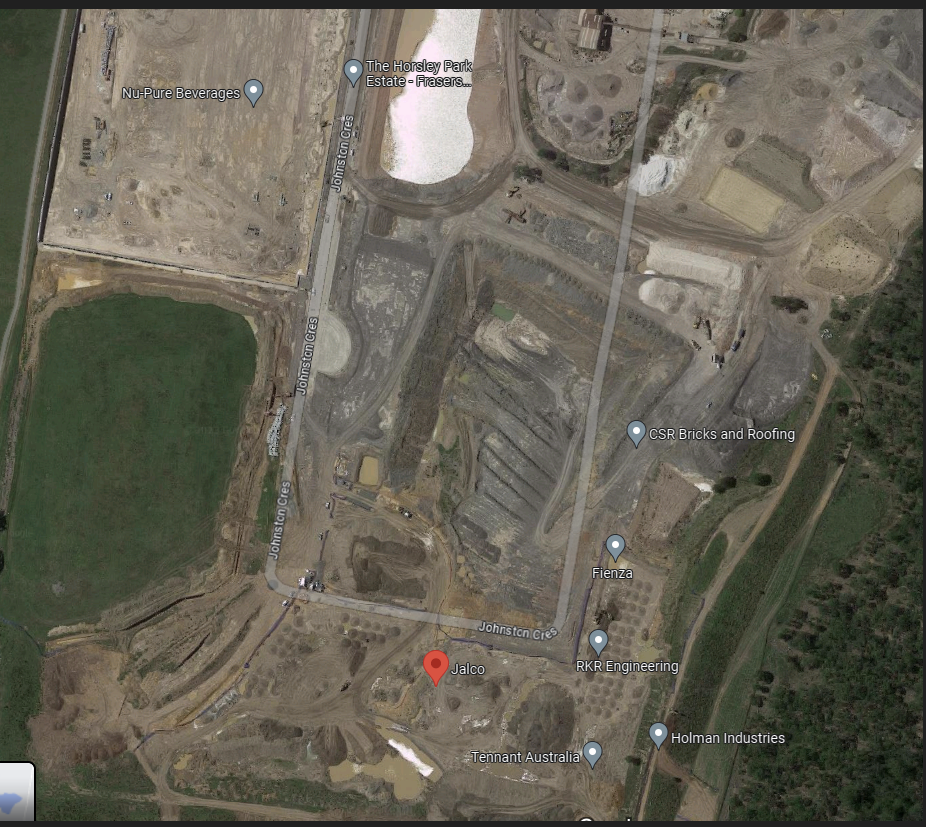 The Horsley Park
Estate - Frasers...
Nu-Pure Beverages
Johnston Cres
Johnston Cres
CSR Bricks and Roofing
Johnston Cres
Fienza
Johnston Cres
RKR Engineering
Jalco
Holman Industries
Tennant Australia